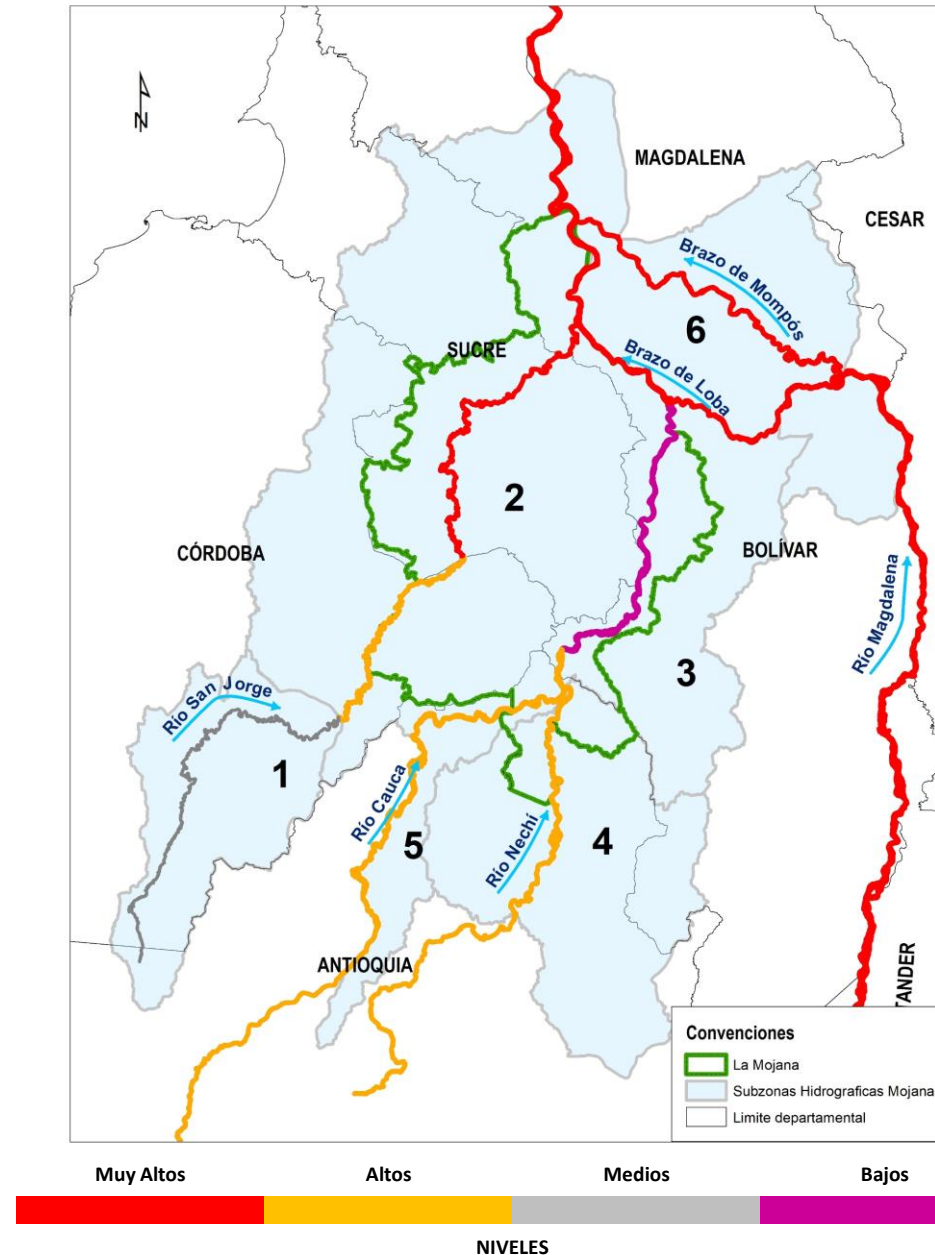 N
MAGDALENA
CESAR
Brazo de Mompós
6
SUCRE
Brazo de Loba
2
CÓRDOBA
BOLÍVAR
Río Magdalena
3
Río San Jorge
1
Río Cauca
5
Río Nechí
4
ANTIOQUIA
TANDER
Convenciones
La Mojana
Subzonas Hidrograficas Mojana
Limite departamental
Muy Altos Altos Medios Bajos
NIVELES